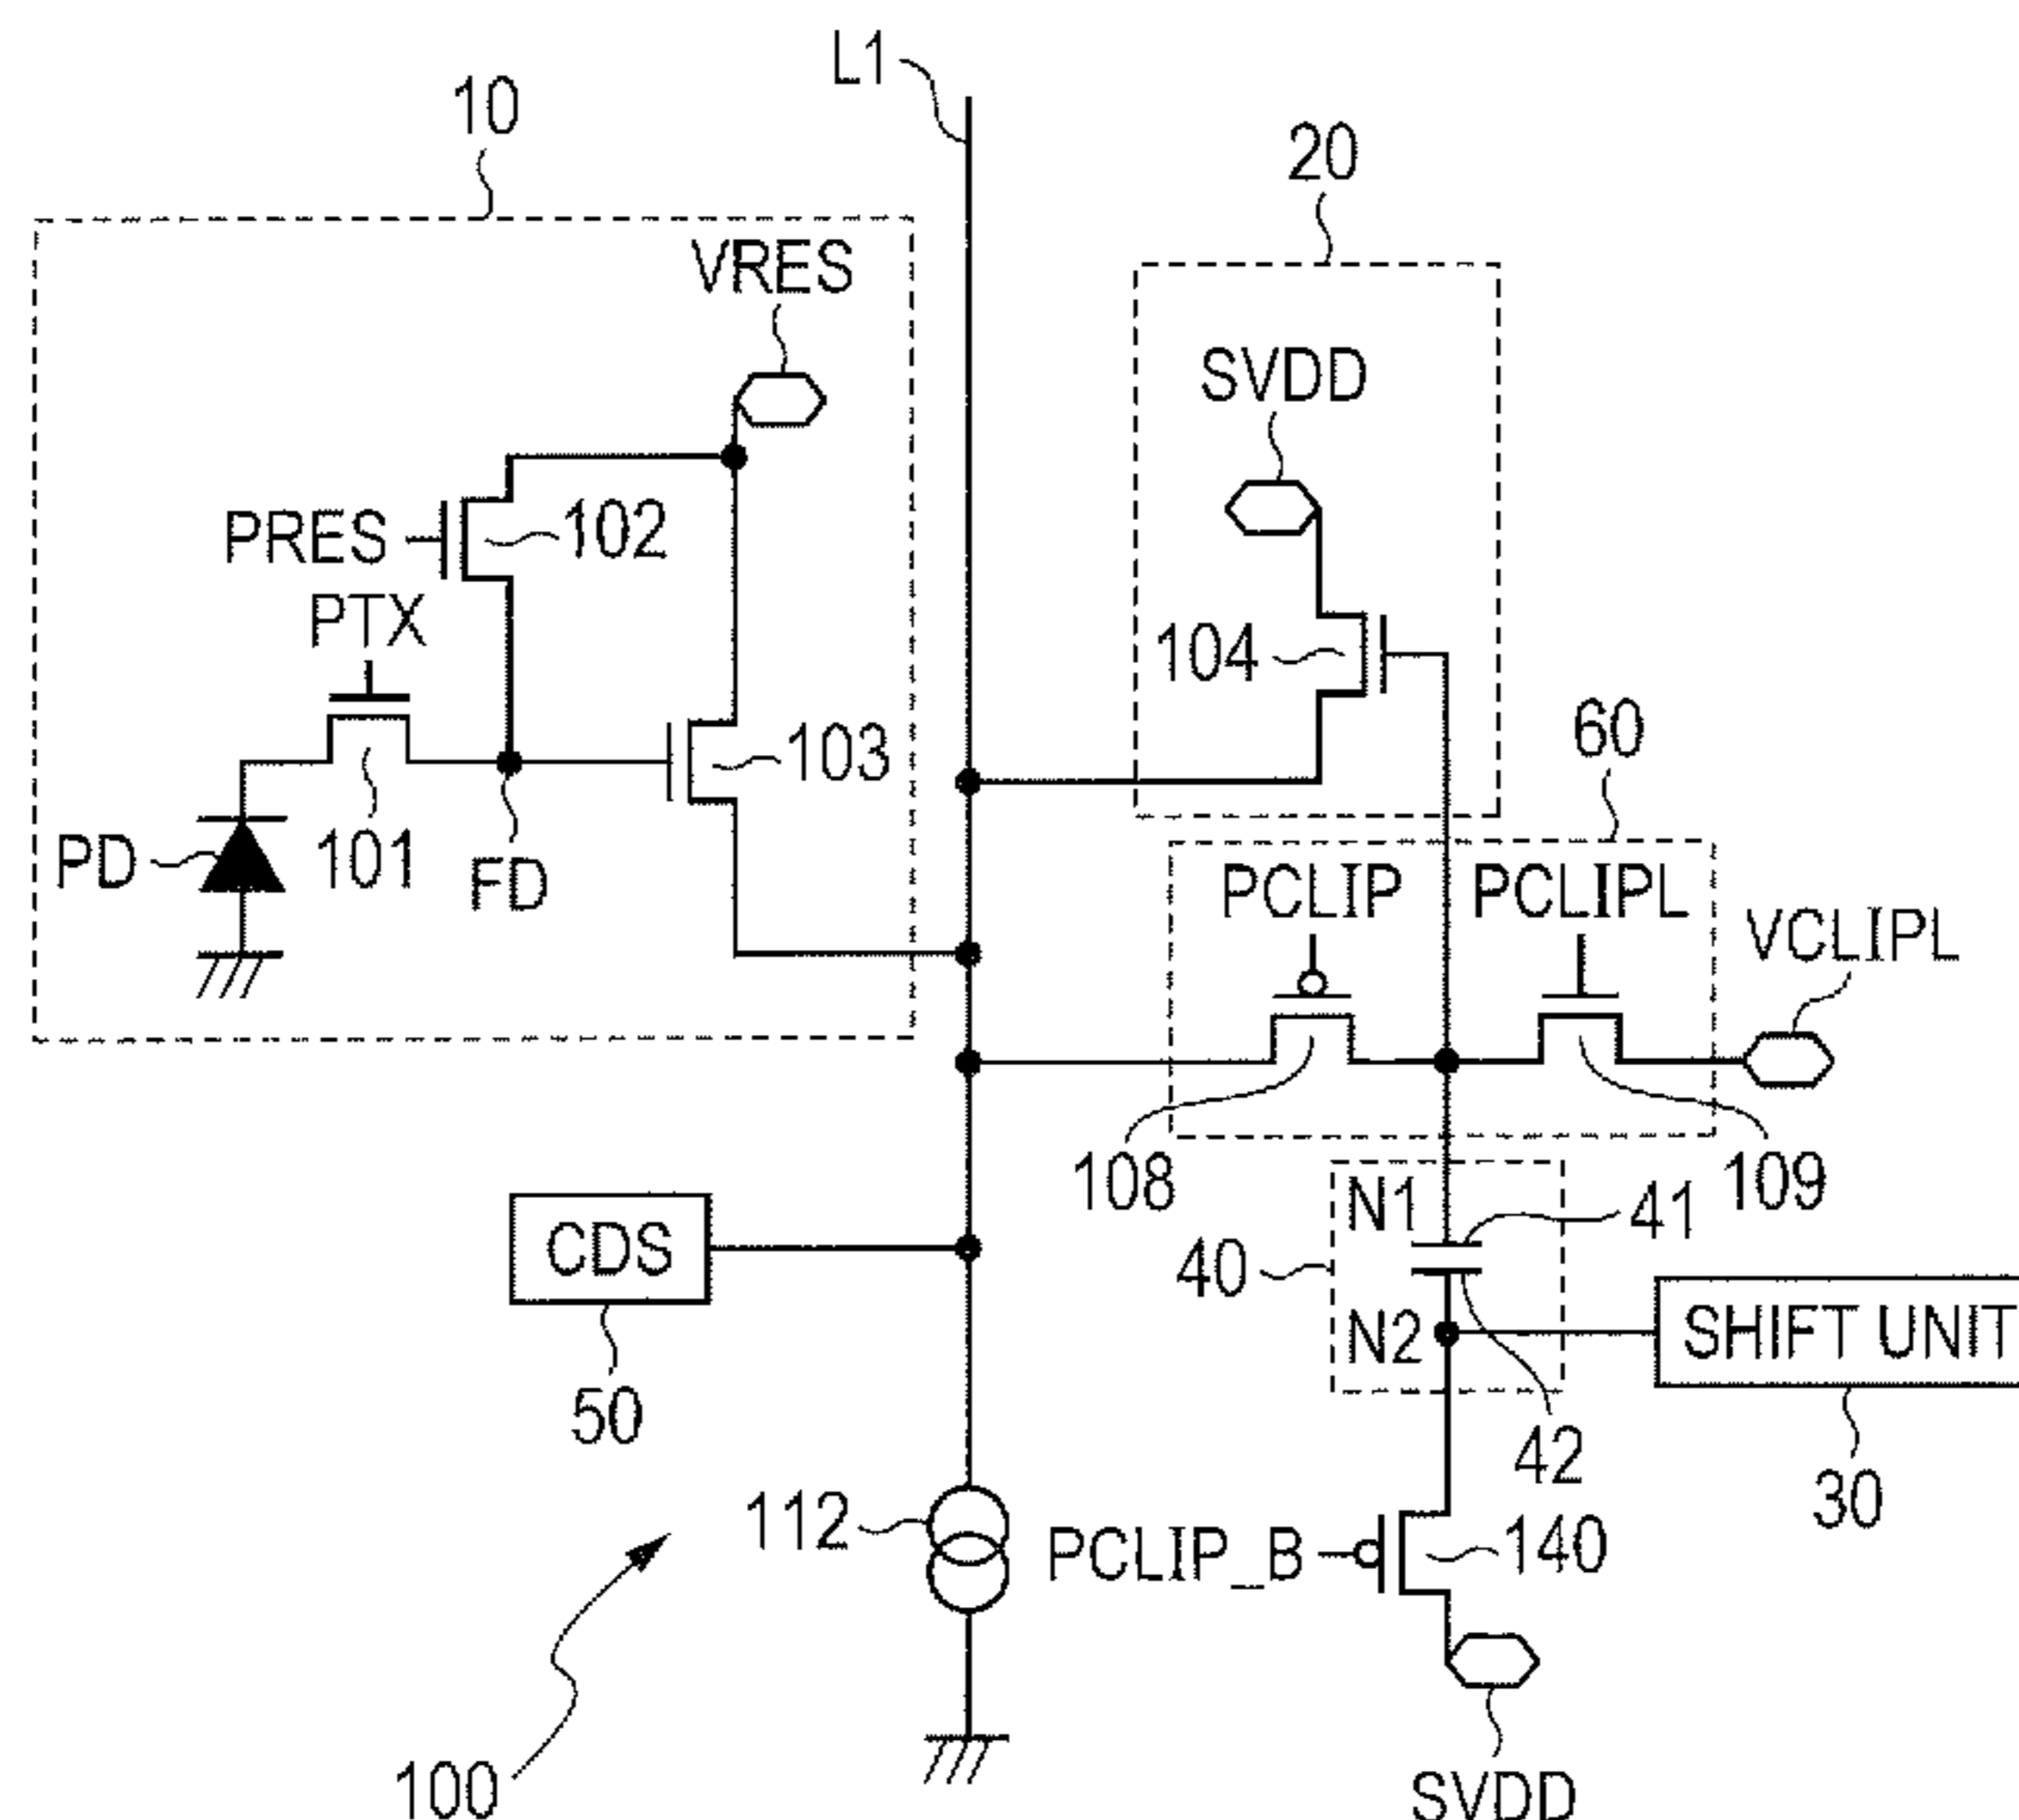 L1
10
20
VRES
SVDD
PRES
102
PTX
104
60
103
PD
101
FD
PCLIP
PCLIPL
VCLIPL
108
109
N1
41
CDS
40
N2
SHIFT UNIT
50
42
30
112
PCLIP_B
140
100
SVDD